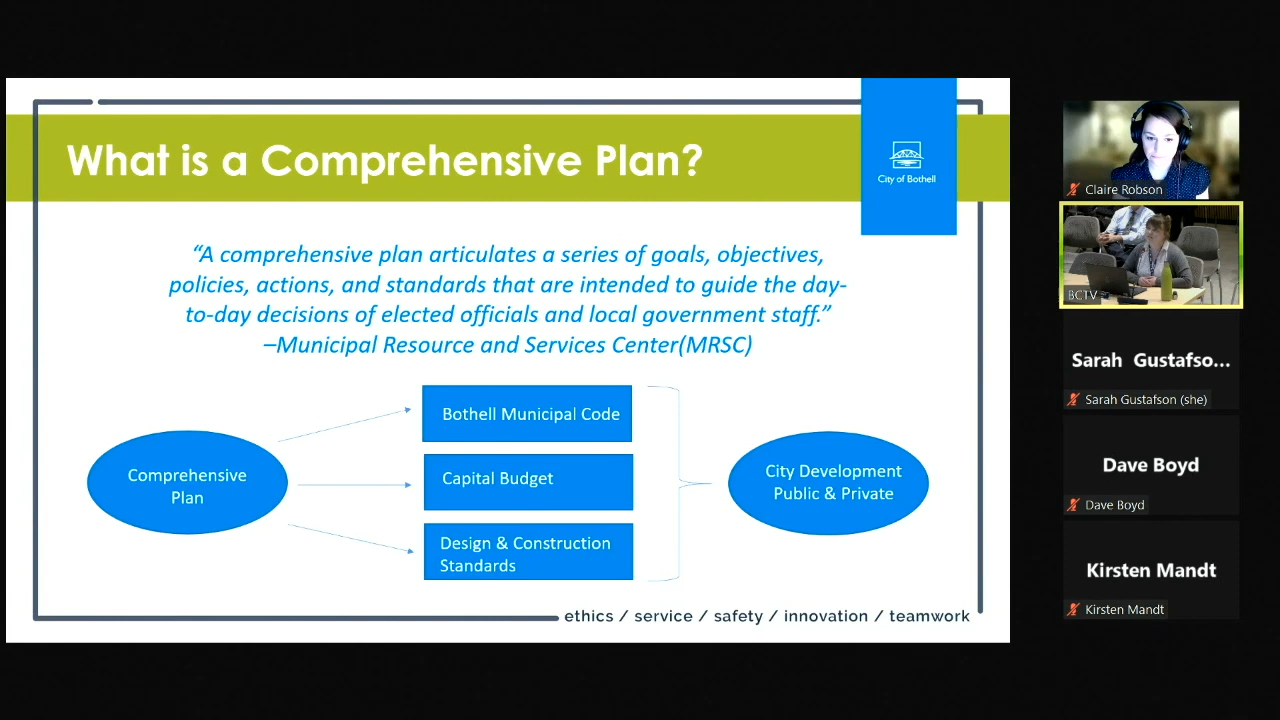 What is a Comprehensive Plan?
City of Bothell
“A comprehensive plan articulates a series of goals, objectives,
policies, actions, and standards that are intended to guide the day-
to-day decisions of elected officials and local government staff.”
–Municipal Resource and Services Center(MRSC)
Comprehensive
Plan
Bothell Municipal Code
Capital Budget
Design & Construction
Standards
City Development
Public & Private
ethics / service / safety / innovation / teamwork
Claire Robson
BCTV
Sarah Gustafso...
Sarah Gustafson (she)
Dave Boyd
Dave Boyd
Kirsten Mandt
Kirsten Mandt